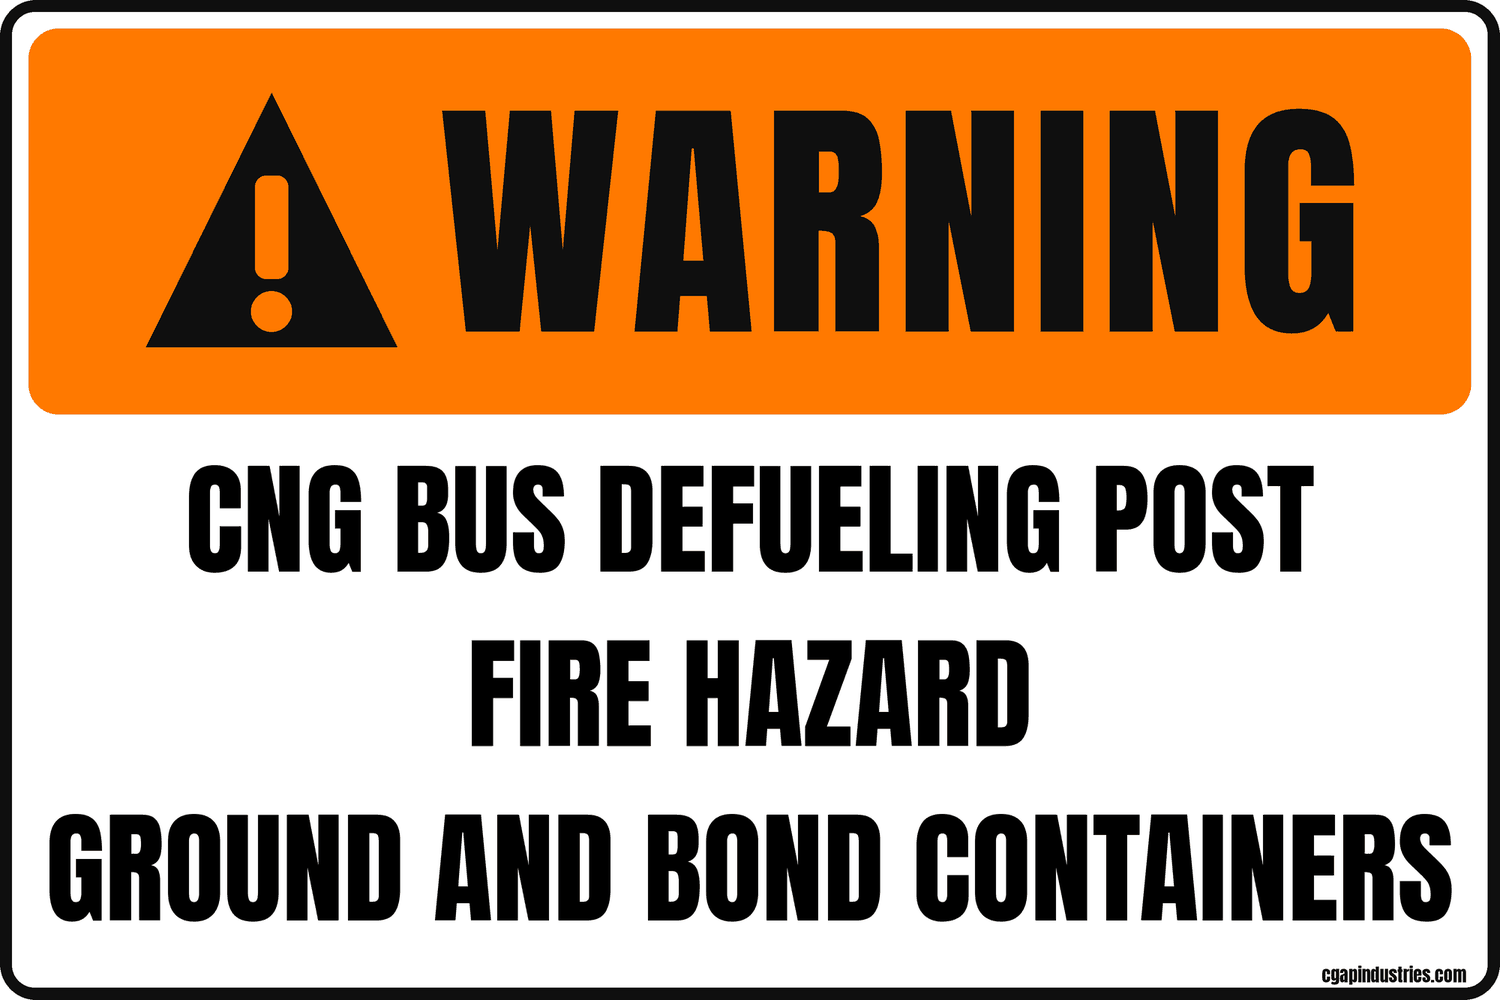 WARNING
CNG BUS DEFUELING POST
FIRE HAZARD
GROUND AND BOND CONTAINERS
cgapindustries.com